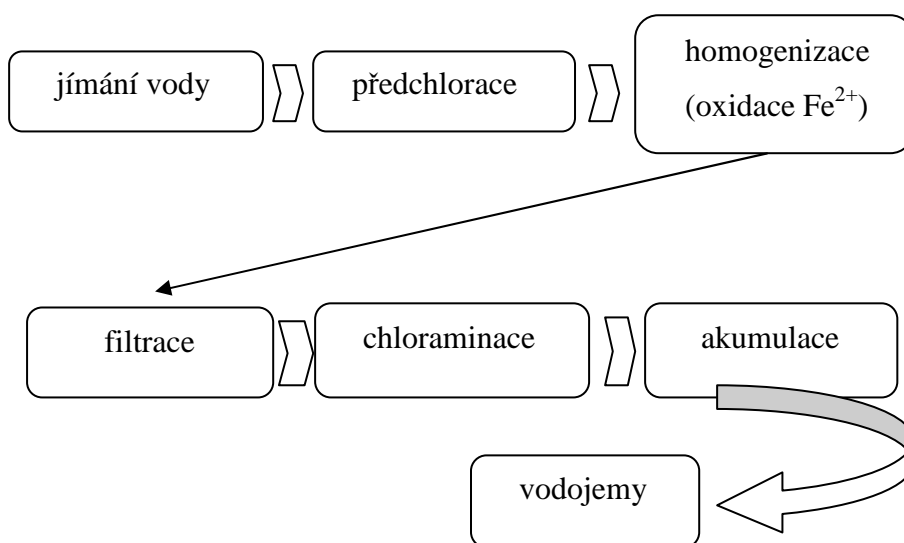 jímání vody
předchlorace
homogenizace
(oxidace Fe²⁺)
filtrace
chloraminace
akumulace
vodojemy